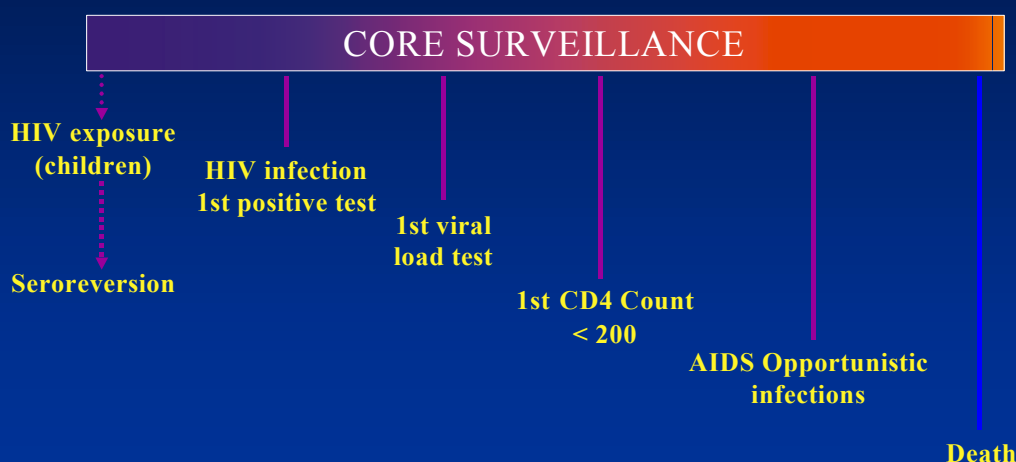 CORE SURVEILLANCE
HIV exposure
(children)
HIV infection
1st positive test
1st viral
load test
Seroreversion
1st CD4 Count
< 200
AIDS Opportunistic
infections
Death